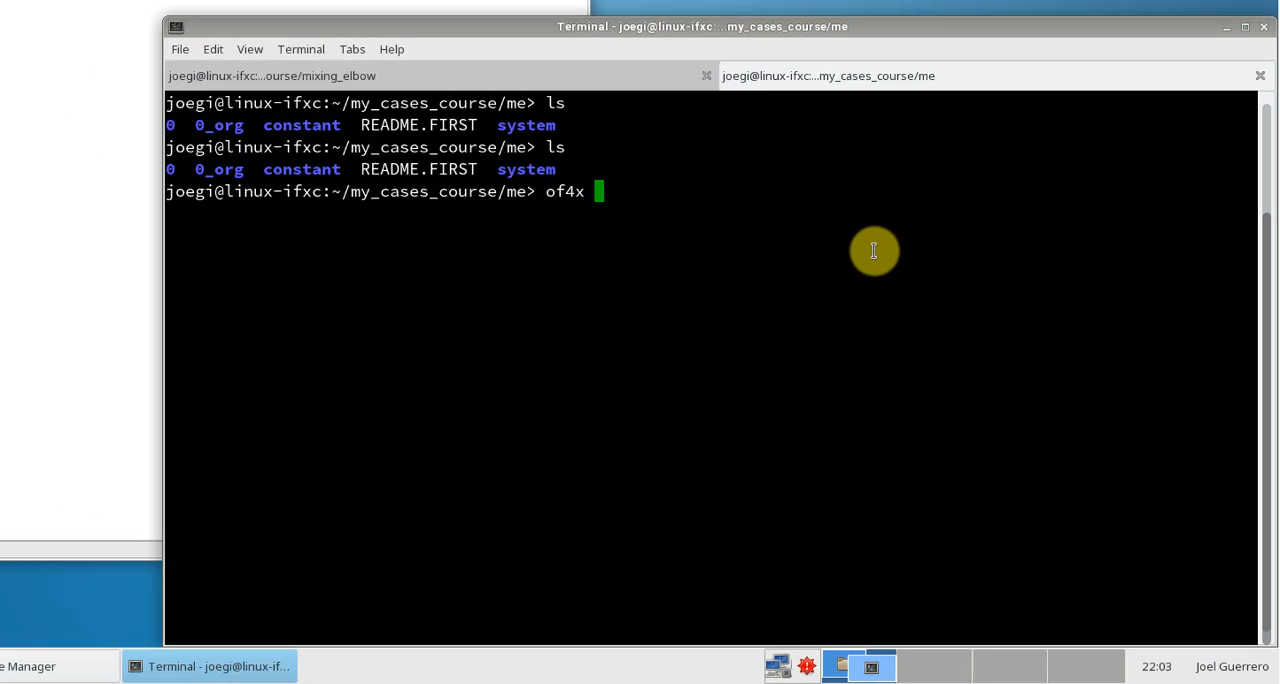 Terminal - joegi@linux-ifxc:...my_cases_course/me
File Edit View Terminal Tabs Help
joegi@linux-ifxc:...ourse/mixing_elbow
joegi@linux-ifxc:...my_cases_course/me
joegi@linux-ifxc:~/my_cases_course/me> ls
0 0_org constant README.FIRST system
joegi@linux-ifxc:~/my_cases_course/me> ls
0 0_org constant README.FIRST system
joegi@linux-ifxc:~/my_cases_course/me> of4x
e Manager
Terminal - joegi@linux-if...
22:03
Joel Guerrero